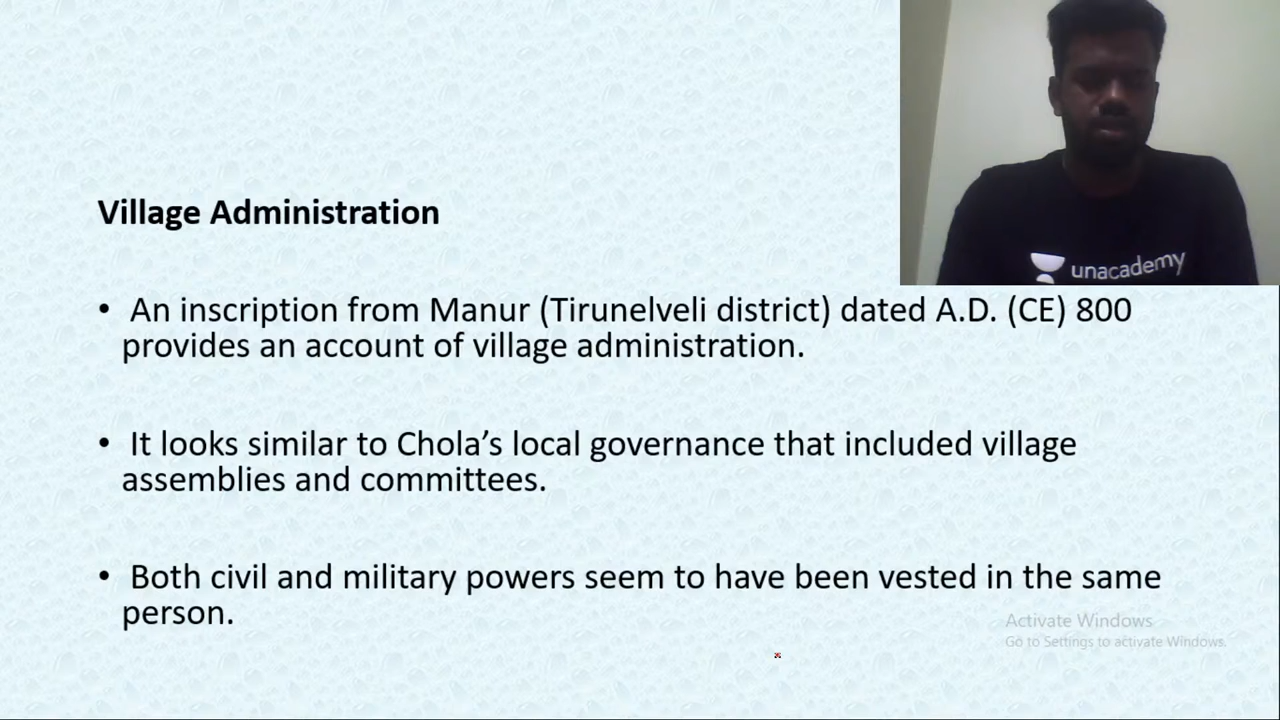 unacademy
Village Administration
• An inscription from Manur (Tirunelveli district) dated A.D. (CE) 800
provides an account of village administration.
• It looks similar to Chola’s local governance that included village
assemblies and committees.
• Both civil and military powers seem to have been vested in the same
person.
Activate Windows
Go to Settings to activate Windows.